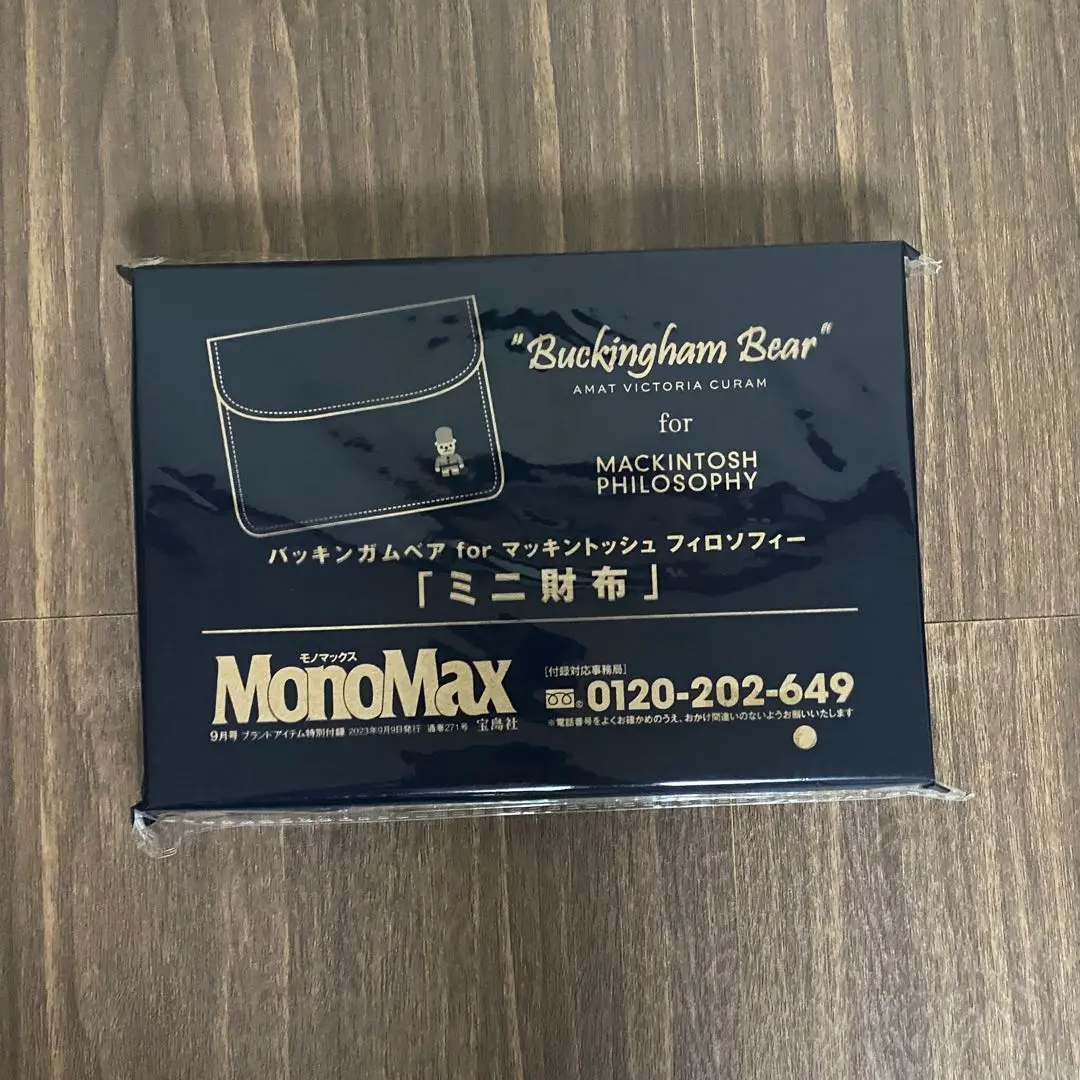 "Buckingham Bear"
AMAT VICTORIA CURAM
for
MACKINTOSH
PHILOSOPHY
バッキンガムベア for マッキントッシュ フィロソフィー
「ミニ財布」
モノマックス
MonoMax
9月号 ブランドアイテム特別付録 2023年9月9日発行 通巻271号 宝島社
[付録対応事務局]
0120-202-649
※電話番号をよくお確かめのうえ、おかけ間違いのないようお願いいたします